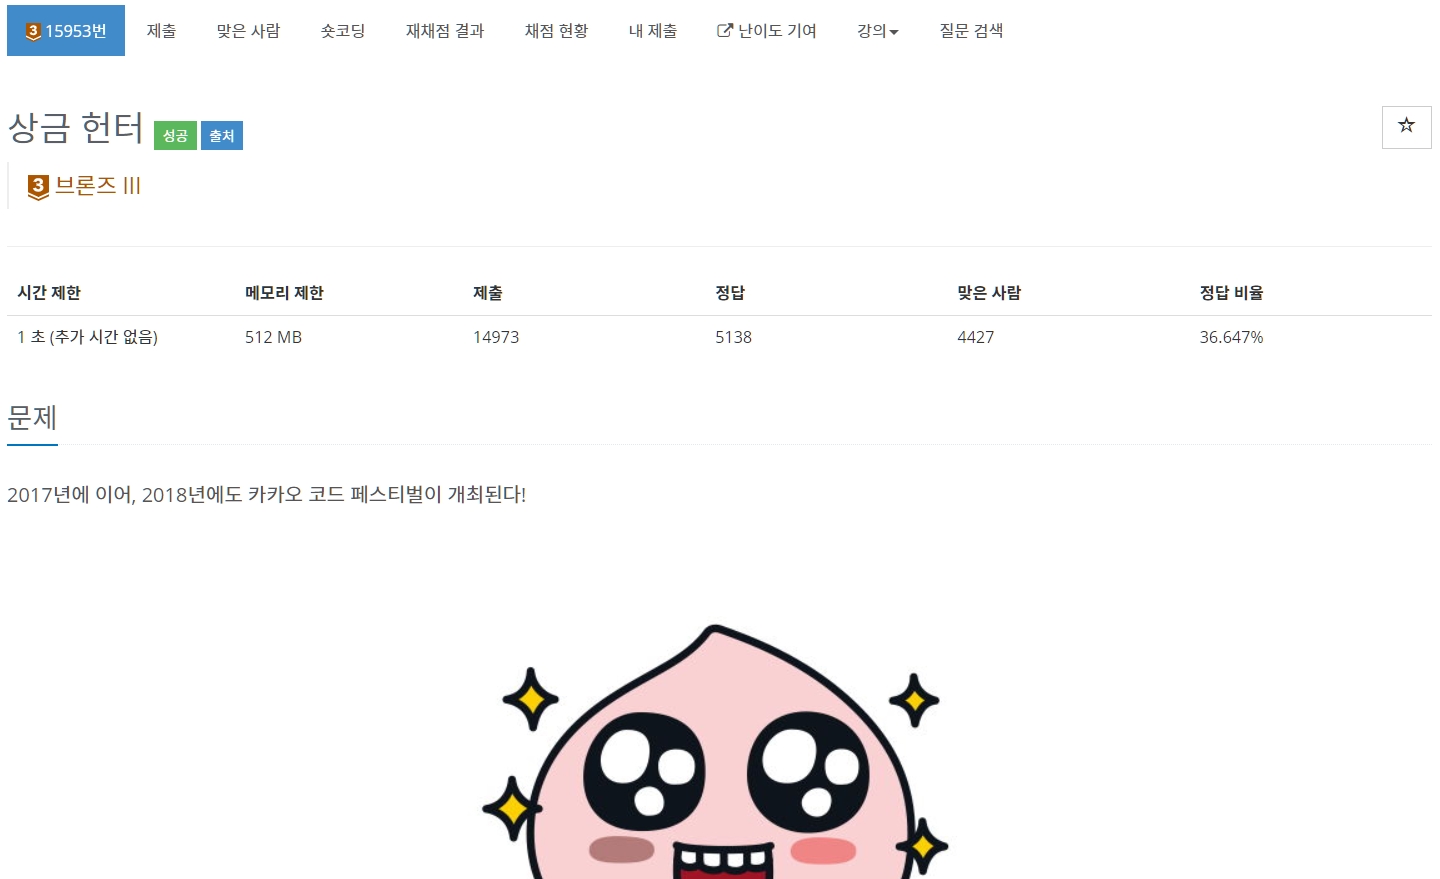 3 15953번 제출 맞은 사람 숏코딩 재채점 결과 채점 현황 내 제출 난이도 기여 강의 질문 검색
상금 헌터 성공 출처
3 브론즈 III
시간 제한 메모리 제한 제출 정답 맞은 사람 정답 비율
1 초 (추가 시간 없음) 512 MB 14973 5138 4427 36.647%
문제
2017년에 이어, 2018년에도 카카오 코드 페스티벌이 개최된다!